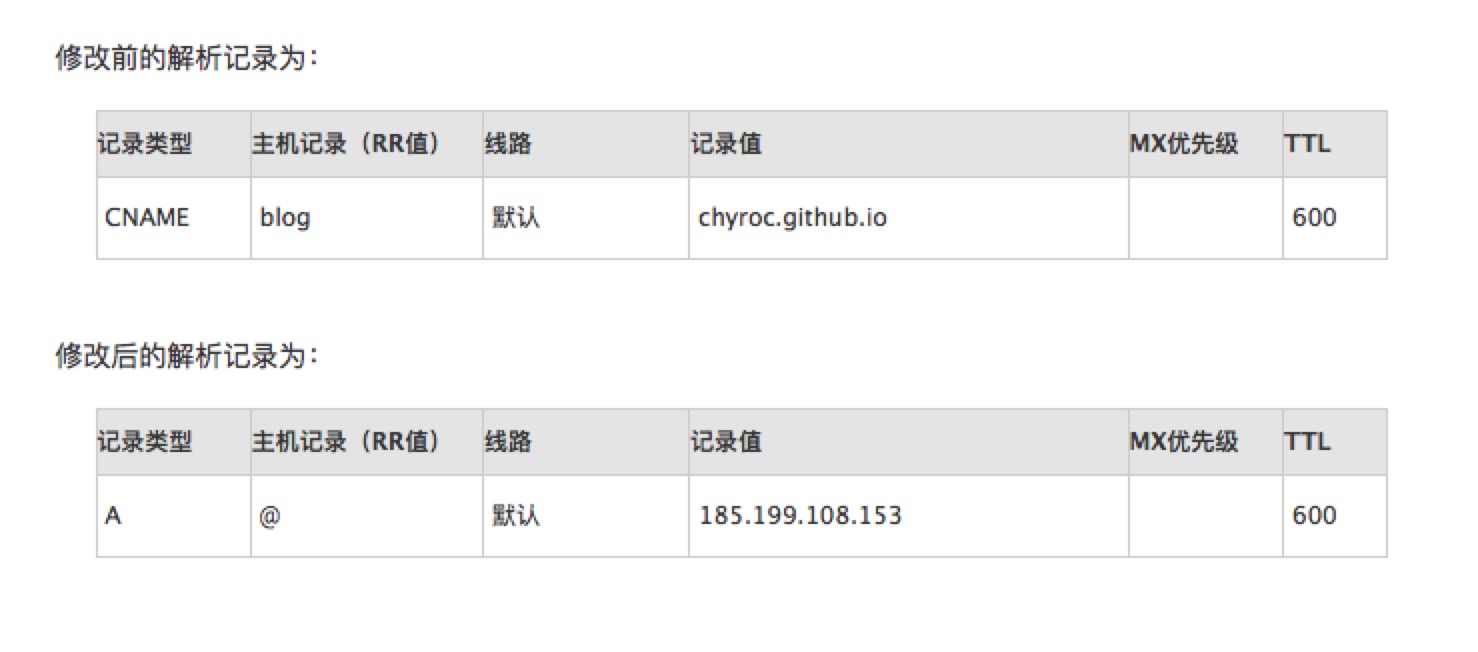 修改前的解析记录为：
记录类型 主机记录（RR值） 线路 记录值 MX优先级 TTL
CNAME blog 默认 chyroc.github.io 600
修改后的解析记录为：
记录类型 主机记录（RR值） 线路 记录值 MX优先级 TTL
A @ 默认 185.199.108.153 600